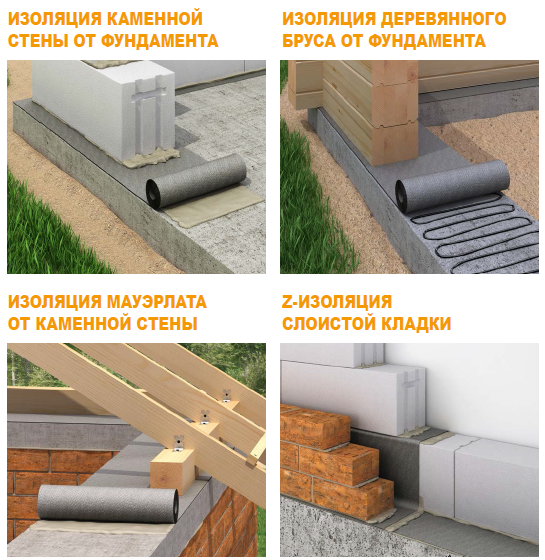 ИЗОЛЯЦИЯ КАМЕННОЙ
СТЕНЫ ОТ ФУНДАМЕНТА
ИЗОЛЯЦИЯ ДЕРЕВЯННОГО
БРУСА ОТ ФУНДАМЕНТА
ИЗОЛЯЦИЯ МАУЭРЛАТА
ОТ КАМЕННОЙ СТЕНЫ
Z-ИЗОЛЯЦИЯ
СЛОИСТОЙ КЛАДКИ